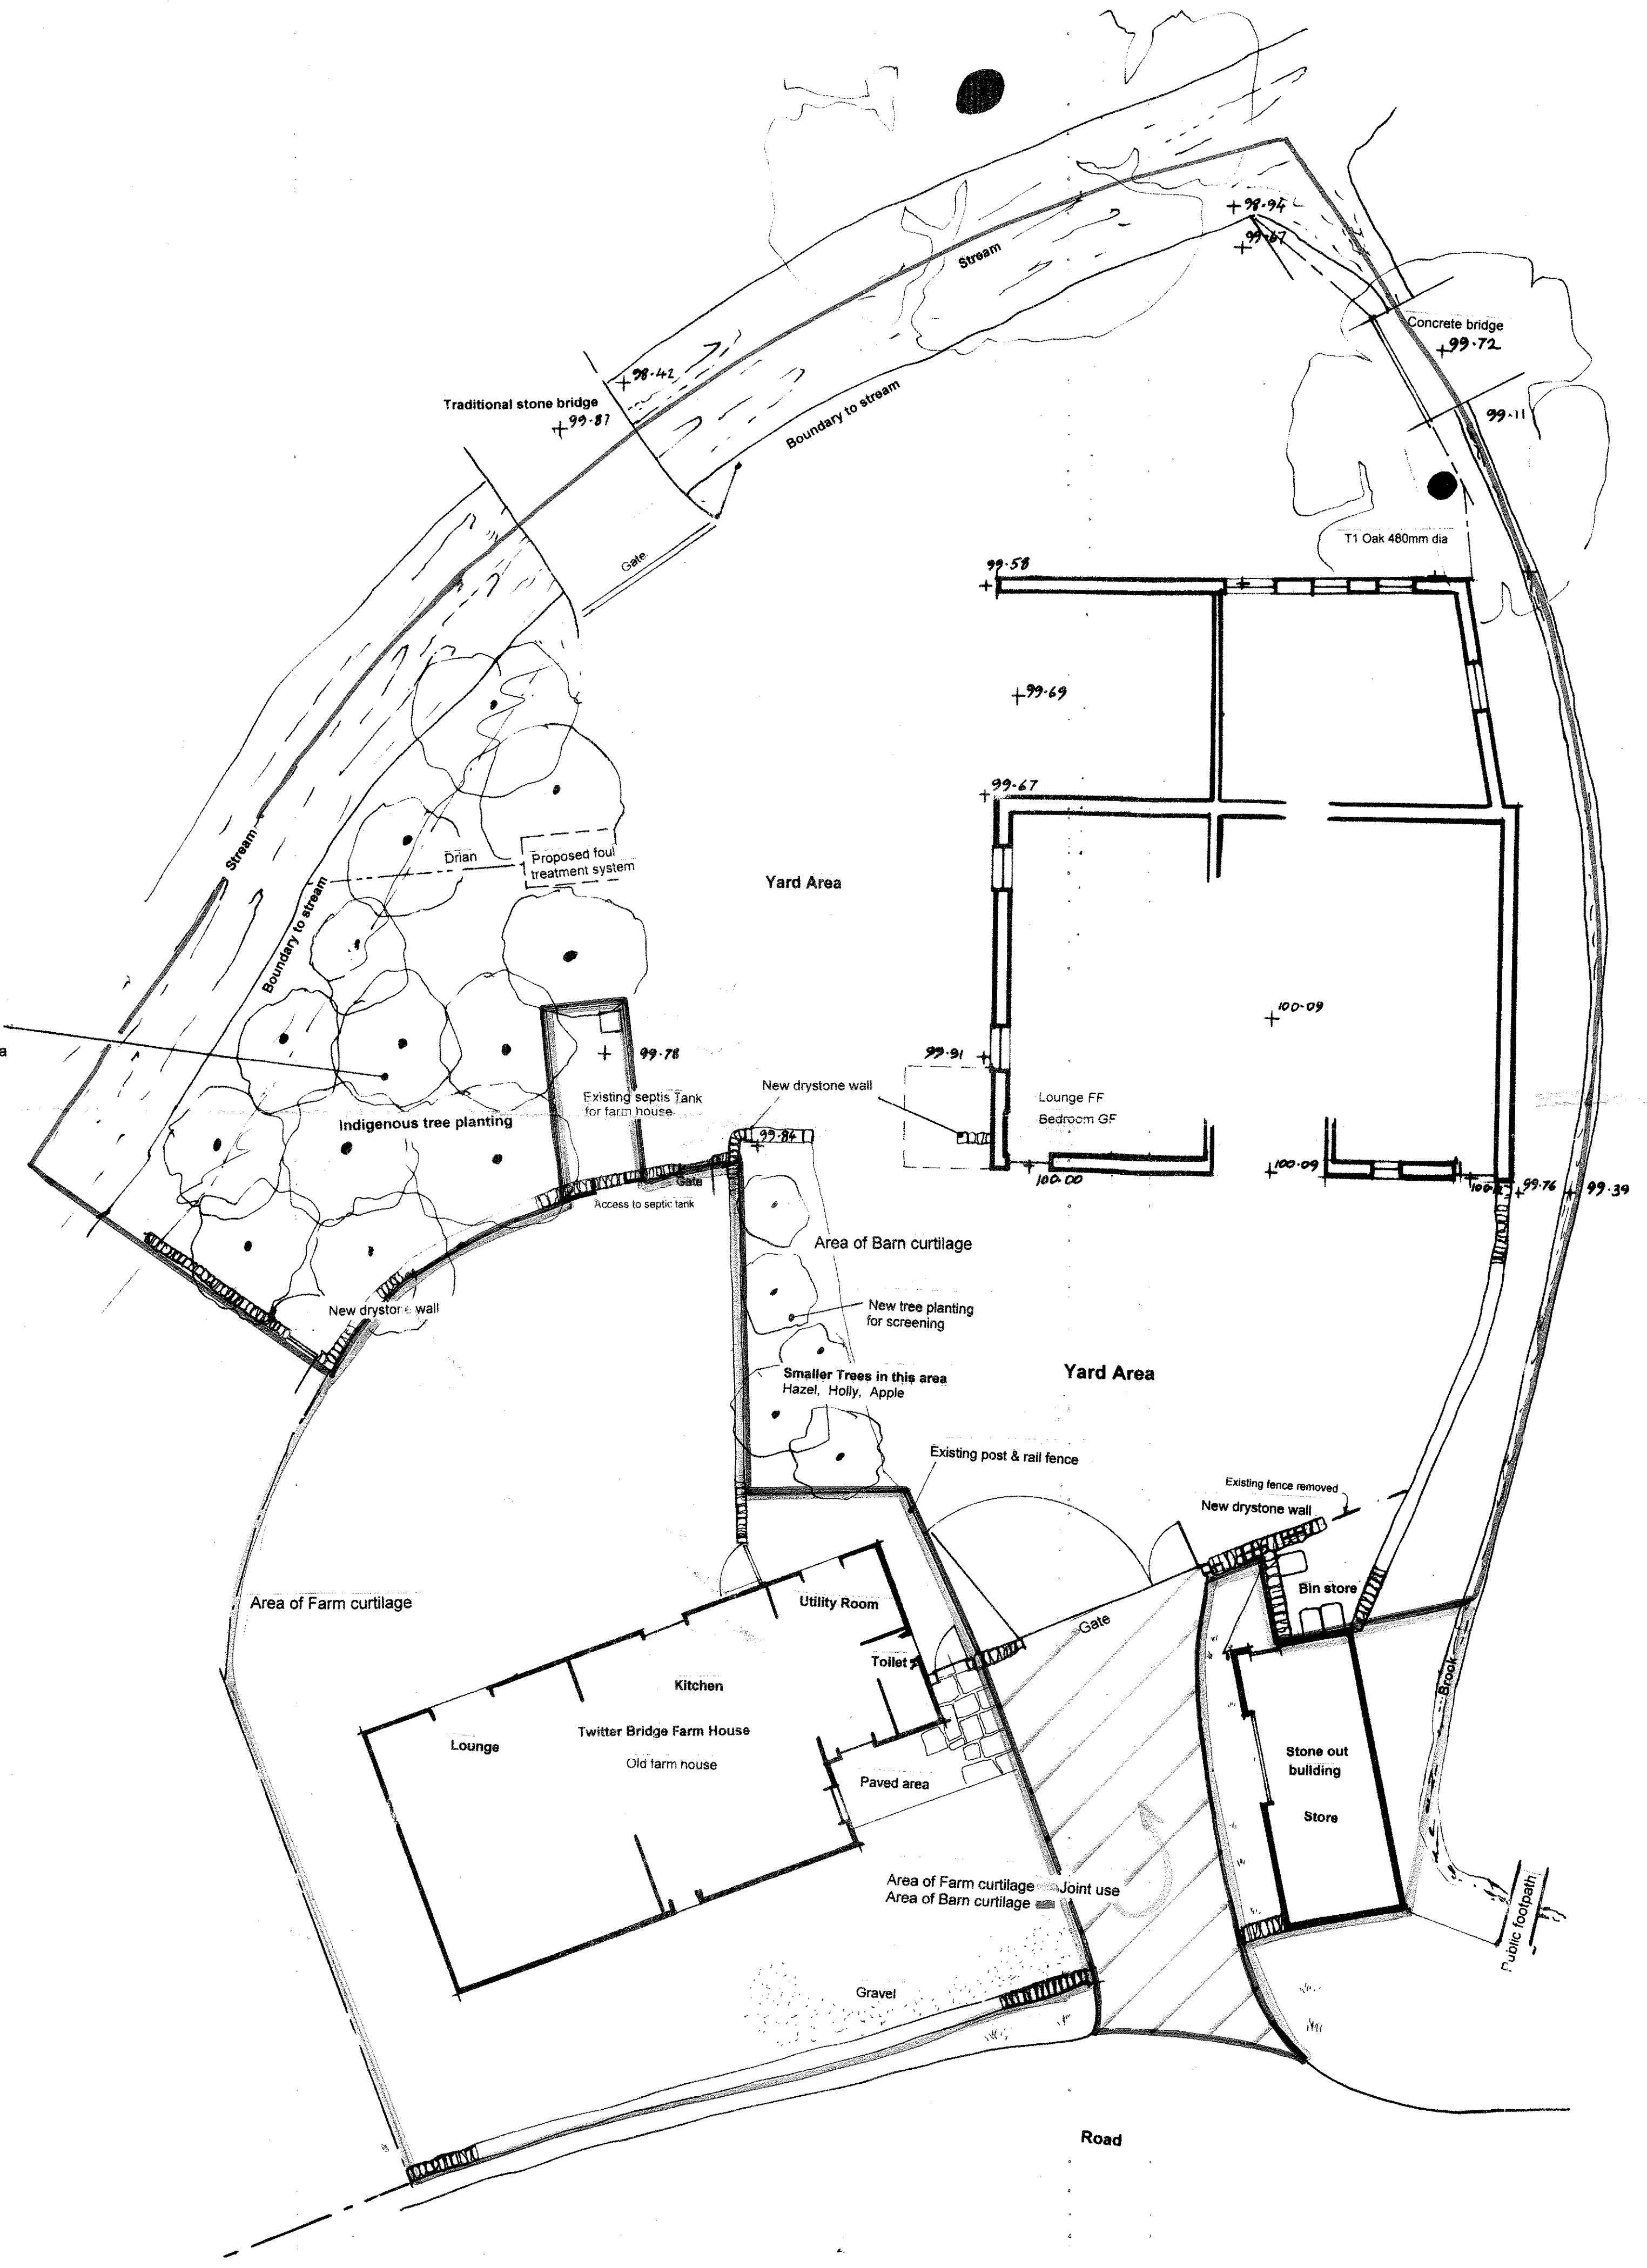 98.94
99.67
Stream
Concrete bridge
99.72
98.42
Traditional stone bridge
99.87
Boundary to stream
99.11
T1 Oak 480mm dia
Gate
99.58
99.69
99.67
Stream
Drian
Proposed foul
treatment system
Yard Area
Boundary to stream
100.09
a
99.78
99.91
Existing septis Tank
for farm house
New drystone wall
Lounge FF
Bedroom GF
Indigenous tree planting
99.84
Gate
100.00
100.09
99.76
99.39
Access to septic tank
Area of Barn curtilage
New drystone wall
New tree planting
for screening
Smaller Trees in this area
Hazel, Holly, Apple
Yard Area
Existing post & rail fence
Existing fence removed
New drystone wall
Bin store
Area of Farm curtilage
Utility Room
Gate
Toilet
Kitchen
Brook
Twitter Bridge Farm House
Lounge
Old farm house
Paved area
Stone out
building
Store
Area of Farm curtilage
Joint use
Area of Barn curtilage
Public footpath
Gravel
Road